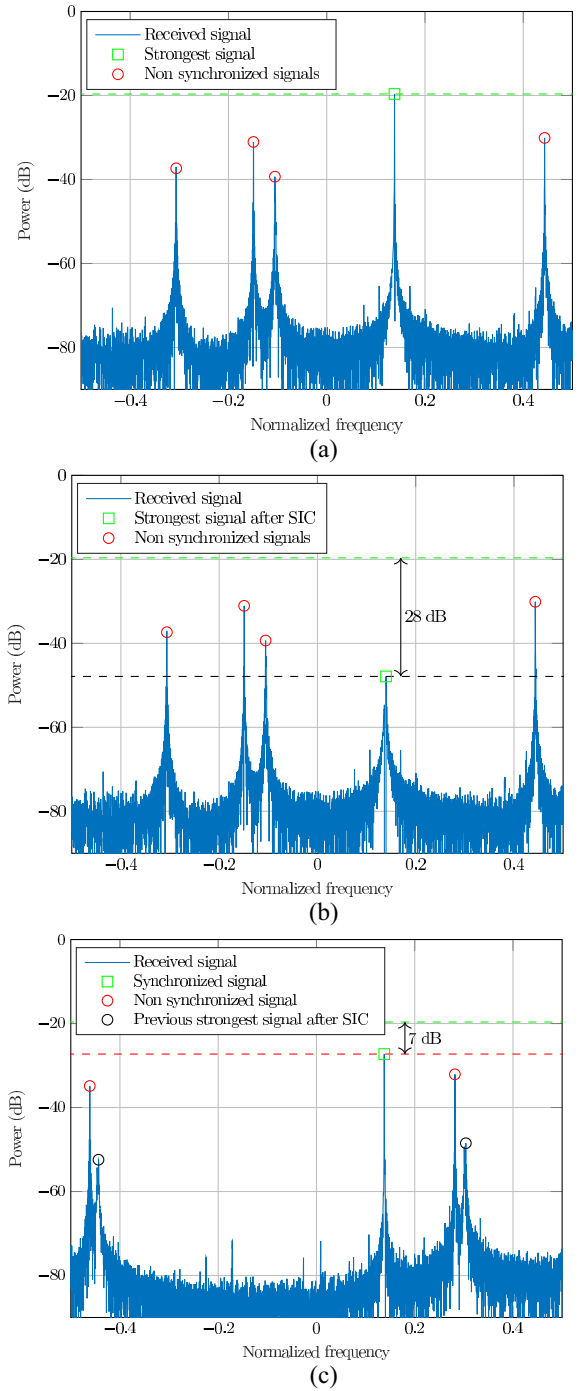 0
Received signal
Strongest signal
Non synchronized signals
−20
−40
−60
−80
Power (dB)
−0.4
−0.2
0
0.2
0.4
Normalized frequency
(a)
0
Received signal
Strongest signal after SIC
Non synchronized signals
−20
28 dB
−40
−60
−80
Power (dB)
−0.4
−0.2
0
0.2
0.4
Normalized frequency
(b)
0
Received signal
Synchronized signal
Non synchronized signal
Previous strongest signal after SIC
−20
7 dB
−40
−60
−80
Power (dB)
−0.4
−0.2
0
0.2
0.4
Normalized frequency
(c)